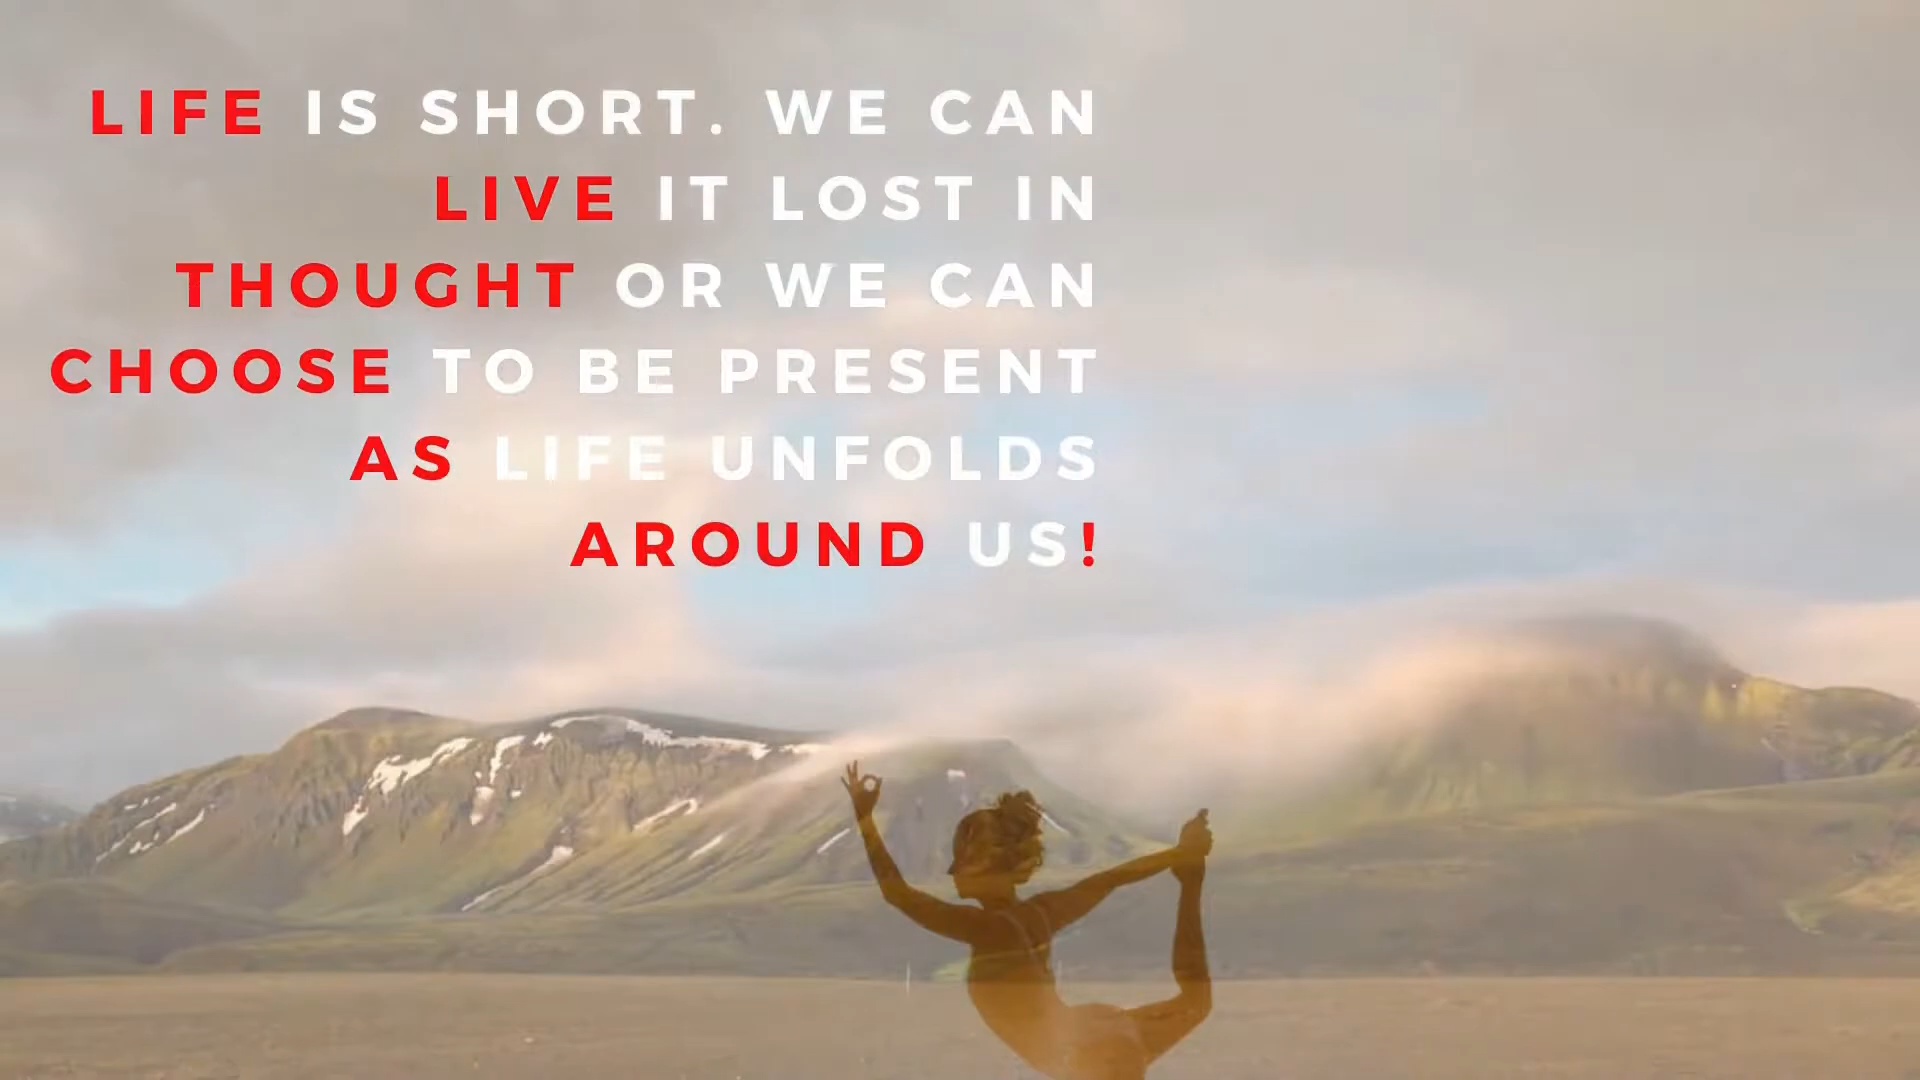 LIFE IS SHORT. WE CAN
LIVE IT LOST IN
THOUGHT OR WE CAN
CHOOSE TO BE PRESENT
AS LIFE UNFOLDS
AROUND US!